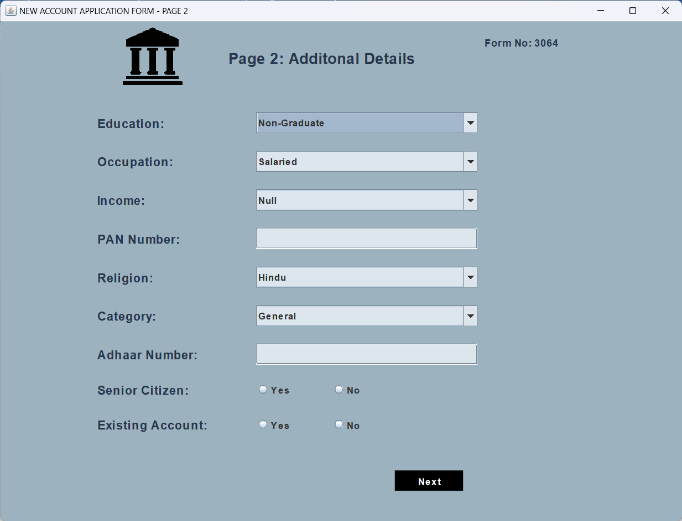 NEW ACCOUNT APPLICATION FORM - PAGE 2
Form No: 3064
Page 2: Additonal Details
Education: Non-Graduate
Occupation: Salaried
Income: Null
PAN Number:
Religion: Hindu
Category: General
Adhaar Number:
Senior Citizen: Yes No
Existing Account: Yes No
Next